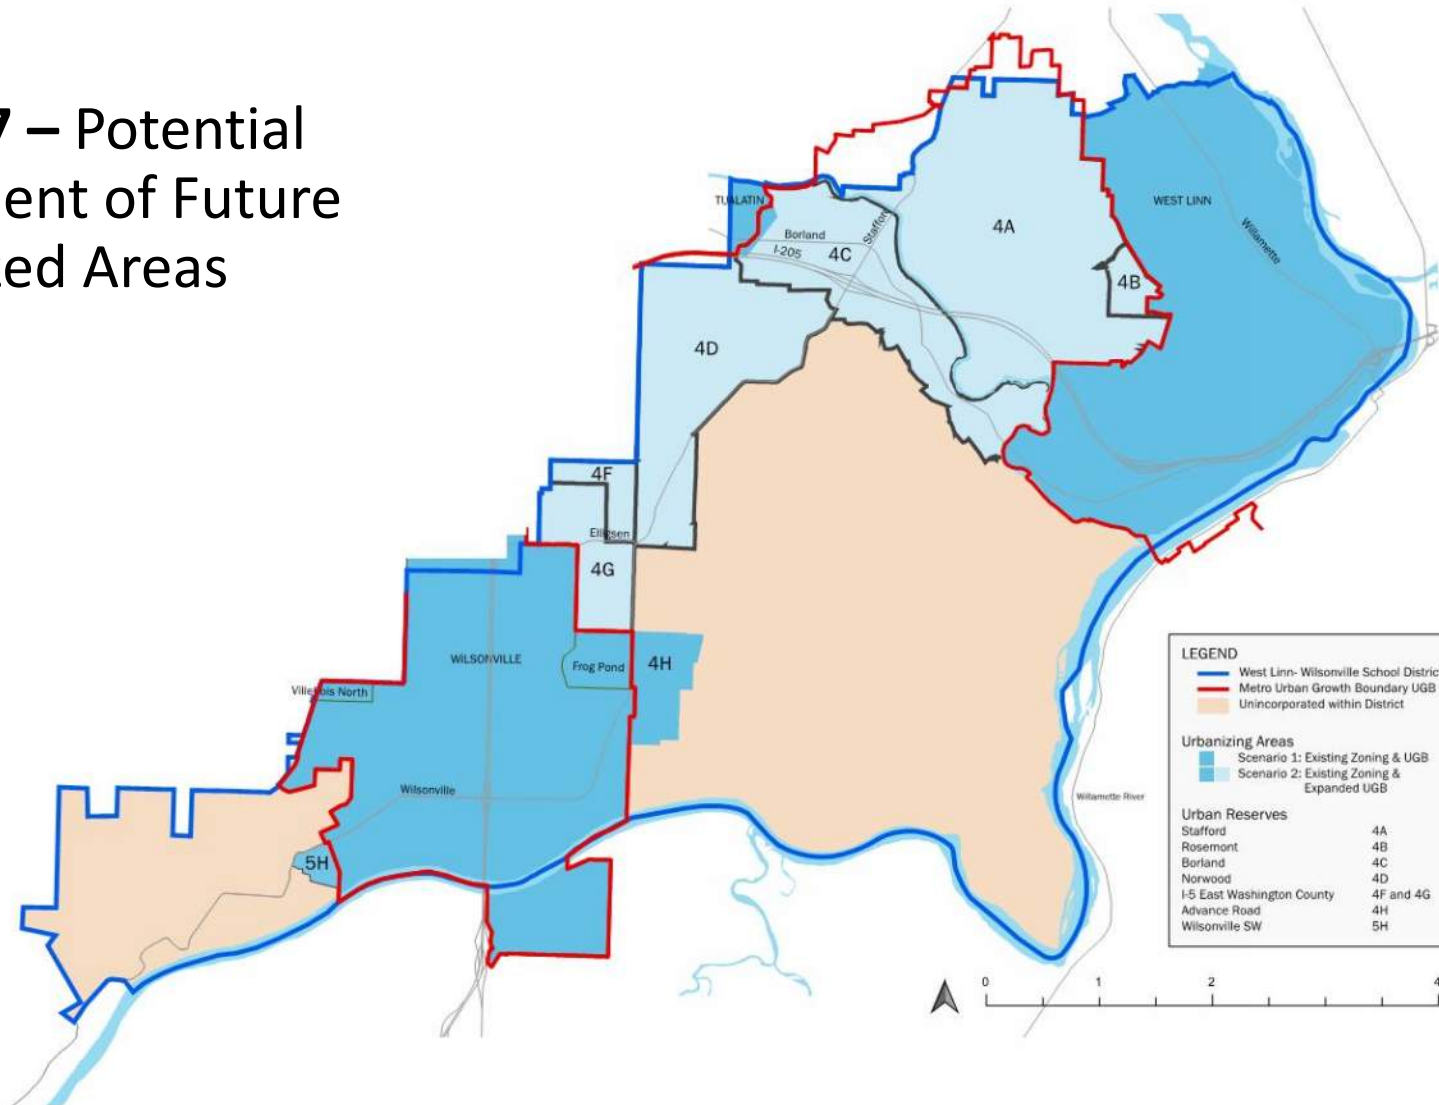 7 – Potential
ent of Future
ed Areas
TUALATIN
WEST LINN
Willamette
Borland
Stafford
I-205
4A
4C
4B
4D
4F
Elligsen
4G
WILSONVILLE
Frog Pond
4H
Villebois North
Wilsonville
5H
Willamette River
LEGEND
West Linn- Wilsonville School Distric
Metro Urban Growth Boundary UGB
Unincorporated within District
Urbanizing Areas
Scenario 1: Existing Zoning & UGB
Scenario 2: Existing Zoning &
Expanded UGB
Urban Reserves
Stafford 4A
Rosemont 4B
Borland 4C
Norwood 4D
I-5 East Washington County 4F and 4G
Advance Road 4H
Wilsonville SW 5H
0 1 2 4